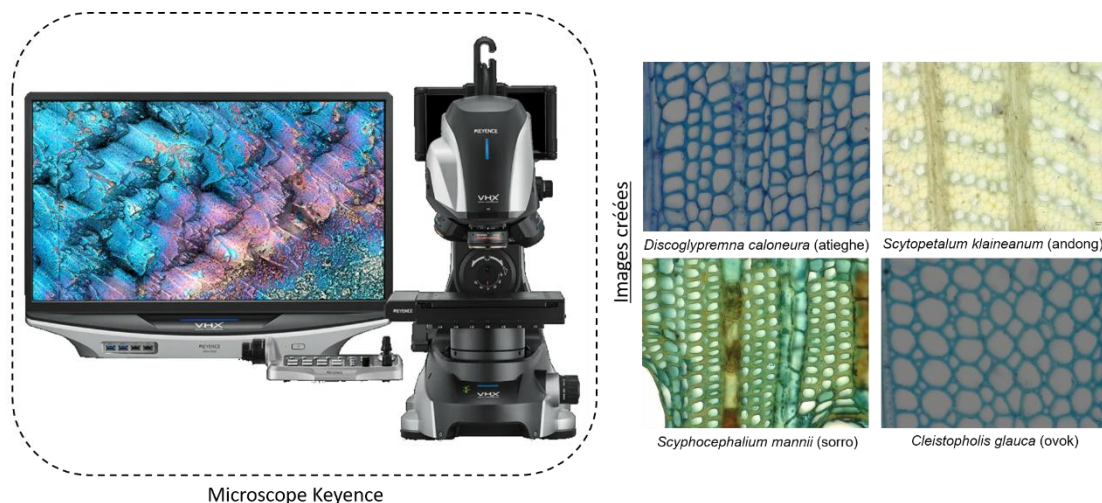 KEYENCE
VHX
VHX
KEYENCE
VHX
Microscope Keyence
Images créées
Discoglypremna caloneura (atieghe)
Scytopetalum klaineanum (andong)
Scyphocephalium mannii (sorro)
Cleistopholis glauca (ovok)